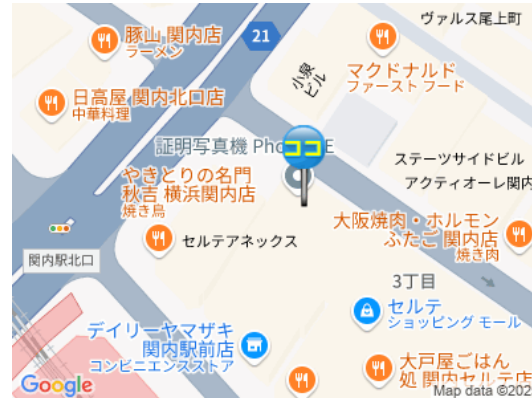 ヴァルス尾上町
豚山 関内店
ラーメン
21
マクドナルド
ファースト フード
小泉
ビル
日高屋 関内北口店
中華料理
証明写真機 Pho
E
ココ
ステーツサイドビル
アクティオーレ関内
やきとりの名門
秋吉 横浜関内店
焼き鳥
セルテアネックス
大阪焼肉・ホルモン
ふたご 関内店
焼き肉
関内駅北口
3丁目
セルテ
ショッピング モール
デイリーヤマザキ
関内駅前店
コンビニエンスストア
大戸屋ごはん
処 関内セルテ店
Google
Map data ©202